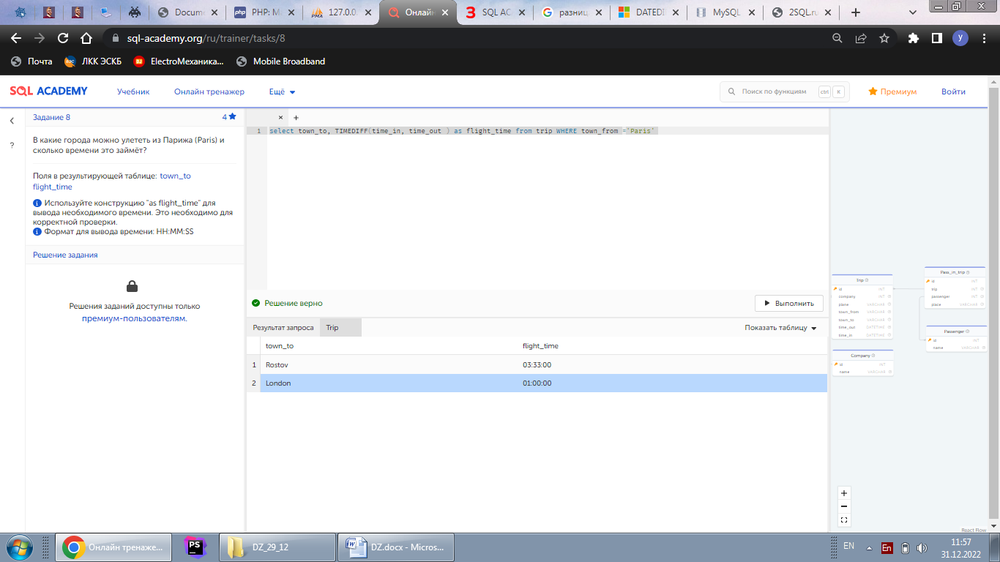 Docume
PHP: Ma
127.0.0
Онлайн
SQL AC
разниц
DATEDI
MySQL
2SQL.ru
sql-academy.org/ru/trainer/tasks/8
y
Почта
ЛКК ЭСКБ
ElectroМеханика...
Mobile Broadband
SQL ACADEMY
Учебник
Онлайн тренажер
Ещё
Поиск по функциям
ctrl
K
Премиум
Войти
Задание 8
4
В какие города можно улететь из Парижа (Paris) и
сколько времени это займёт?
Поля в результирующей таблице: town_to
flight_time
Используйте конструкцию "as flight_time" для
вывода необходимого времени. Это необходимо для
корректной проверки.
Формат для вывода времени: HH:MM:SS
Решение задания
Решения заданий доступны только
премиум-пользователям.
1 select town_to, TIMEDIFF(time_in, time_out ) as flight_time from trip WHERE town_from ="Paris"
Решение верно
Выполнить
Результат запроса
Trip
Показать таблицу
town_to flight_time
1 Rostov 03:33:00
2 London 01:00:00
Trip
id INT
company INT
plane VARCHAR
town_from VARCHAR
town_to VARCHAR
time_out DATETIME
time_in DATETIME
Pass_in_trip
id INT
trip INT
passenger INT
place VARCHAR
Passenger
id INT
name VARCHAR
Company
id INT
name VARCHAR
React Flow
Онлайн тренаже...
PS
DZ_29_12
DZ.docx - Micros...
EN
En
11:57
31.12.2022